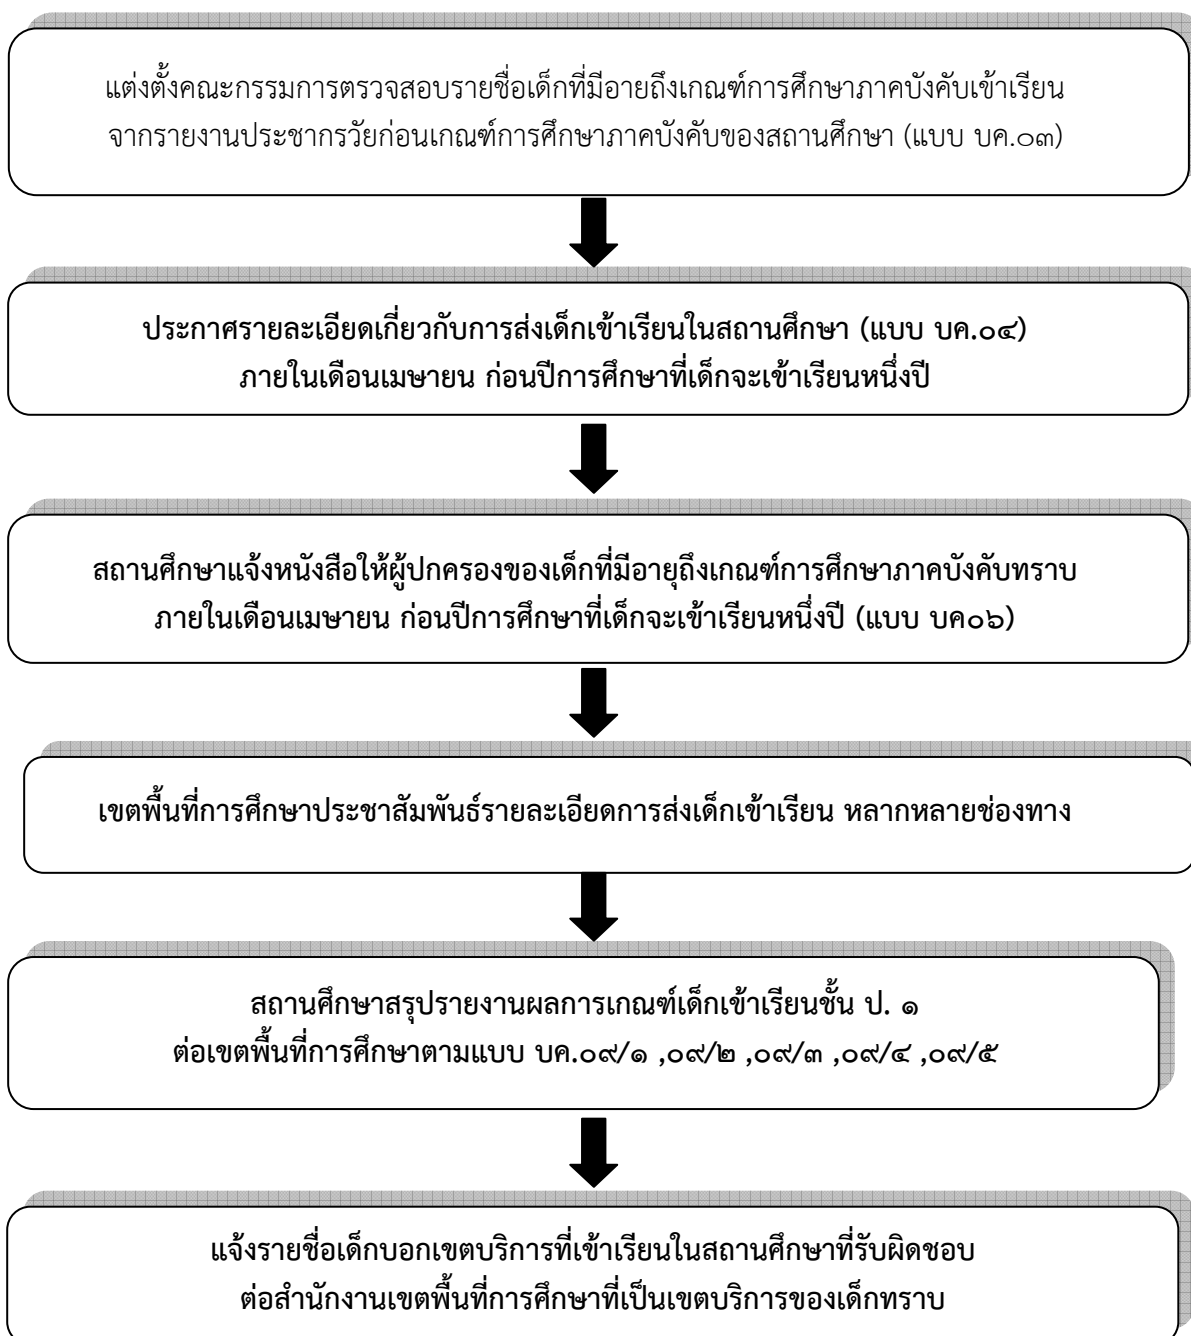 แต่งตั้งคณะกรรมการตรวจสอบรายชื่อเด็กที่มีอายถึงเกณฑ์การศึกษาภาคบังคับเข้าเรียน
จากรายงานประชากรวัยก่อนเกณฑ์การศึกษาภาคบังคับของสถานศึกษา (แบบ บค.๐๓)
ประกาศรายละเอียดเกี่ยวกับการส่งเด็กเข้าเรียนในสถานศึกษา (แบบ บค.๐๔)
ภายในเดือนเมษายน ก่อนปีการศึกษาที่เด็กจะเข้าเรียนหนึ่งปี
สถานศึกษาแจ้งหนังสือให้ผู้ปกครองของเด็กที่มีอายุถึงเกณฑ์การศึกษาภาคบังคับทราบ
ภายในเดือนเมษายน ก่อนปีการศึกษาที่เด็กจะเข้าเรียนหนึ่งปี (แบบ บค๐๖)
เขตพื้นที่การศึกษาประชาสัมพันธ์รายละเอียดการส่งเด็กเข้าเรียน หลากหลายช่องทาง
สถานศึกษาสรุปรายงานผลการเกณฑ์เด็กเข้าเรียนชั้น ป. ๑
ต่อเขตพื้นที่การศึกษาตามแบบ บค.๐๙/๑ ,๐๙/๒ ,๐๙/๓ ,๐๙/๔ ,๐๙/๕
แจ้งรายชื่อเด็กบอกเขตบริการที่เข้าเรียนในสถานศึกษาที่รับผิดชอบ
ต่อสำนักงานเขตพื้นที่การศึกษาที่เป็นเขตบริการของเด็กทราบ